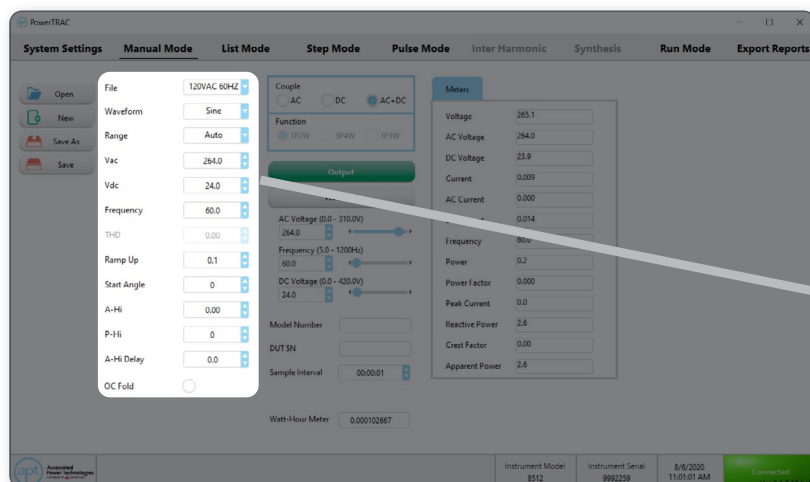 PowerTRAC
System Settings Manual Mode List Mode Step Mode Pulse Mode Inter Harmonic Synthesis Run Mode Export Reports
Open
New
Save As
Save
File 120VAC 60HZ
Waveform Sine
Range Auto
Vac 264.0
Vdc 24.0
Frequency 60.0
THD 0.00
Ramp Up 0.1
Start Angle 0
A-Hi 0.00
P-Hi 0
A-Hi Delay 0.0
OC Fold
Couple
AC DC AC+DC
Function
1P2W 3P4W 1P3W
Output
AC Voltage (0.0 - 310.0V)
264.0
Frequency (5.0 - 1200Hz)
60.0
DC Voltage (0.0 - 420.0V)
24.0
Model Number
DUT SN
Sample Interval 00:00:01
Watt-Hour Meter 0.000102667
Meters
Voltage 265.1
AC Voltage 264.0
DC Voltage 23.9
Current 0.009
AC Current 0.000
0.014
Frequency 60.0
Power 0.2
Power Factor 0.000
Peak Current 0.0
Reactive Power 2.6
Crest Factor 0.00
Apparent Power 2.6
apt Associated
Power Technologies
Instrument Model
8512
Instrument Serial
9992259
8/6/2020
11:01:01 AM
Connected